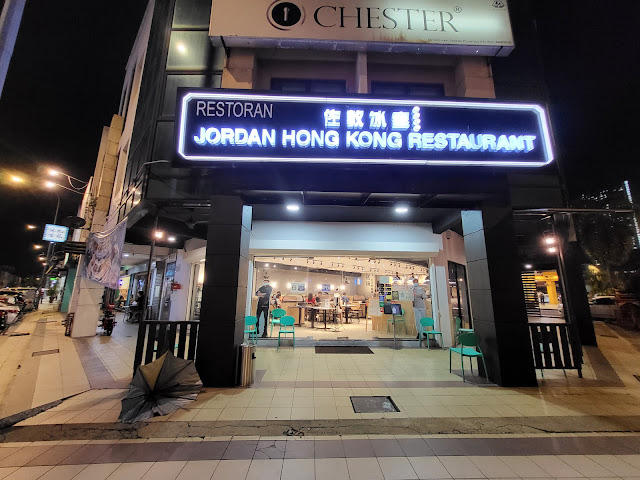 CHESTER®
RESTORAN
佐敦冰室
JORDAN HONG KONG RESTAURANT